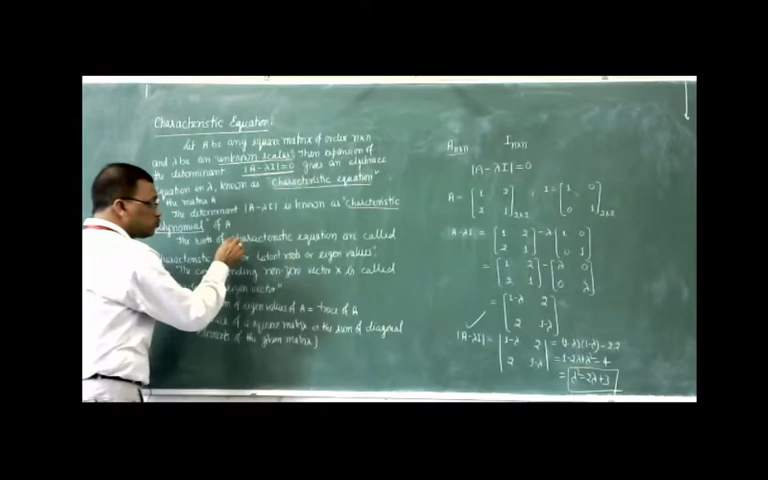 Characteristic Equation:
Let A be any square matrix of order n×n
and λ be an unknown scalar. Then expansion of
the determinant |A-λI|=0 gives an algebraic
Equation in λ, known as "characteristic equation"
the matrix A
The determinant |A-λI| is known as "characteristic
polynomial" of A
The roots of characteristic equation are called
latent roots or eigen values".
The non-zero vector X is called
eigen vector"
of eigen values of A = trace of A
of a square matrix is the sum of diagonal
elements of the given matrix]
A n×n I n×n
|A-λI|=0
A = [1 2; 2 1] 2×2 , I = [1 0; 0 1] 2×2
A-λI = [1 2; 2 1] - λ [1 0; 0 1]
= [1 2; 2 1] - [λ 0; 0 λ]
= [1-λ 2; 2 1-λ]
|A-λI| = |1-λ 2; 2 1-λ| = (1-λ)(1-λ)-2.2
= 1-2λ+λ²-4